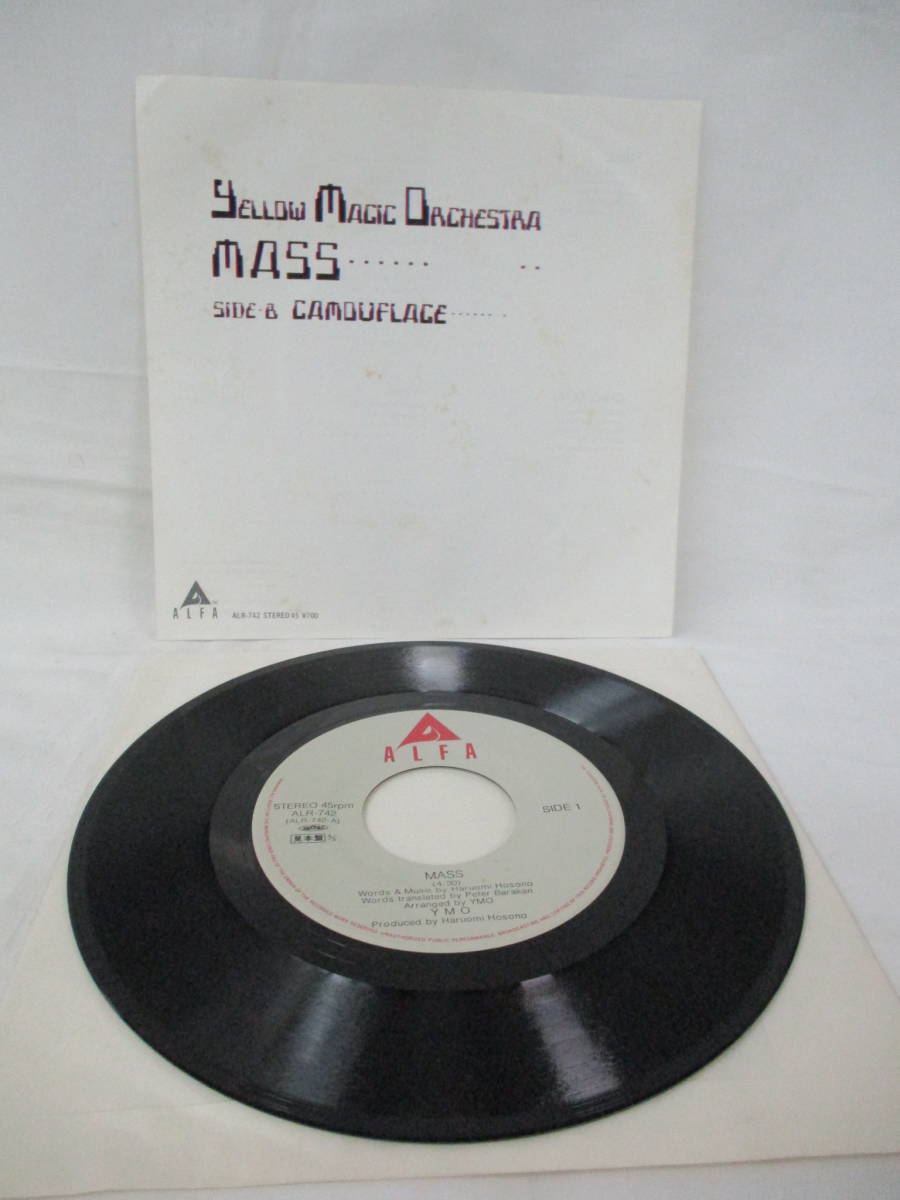 Yellow Magic Orchestra
MASS
SIDE-B CAMOUFLAGE
ALFA
ALR-742 STEREO 45 ¥700
ALFA
STEREO 45rpm
ALR-742
(ALR-742-A)
見本盤
SIDE 1
MASS
(4:30)
Words & Music by Haruomi Hosono
Words translated by Peter Barakan
Arranged by YMO
YMO
Produced by Haruomi Hosono